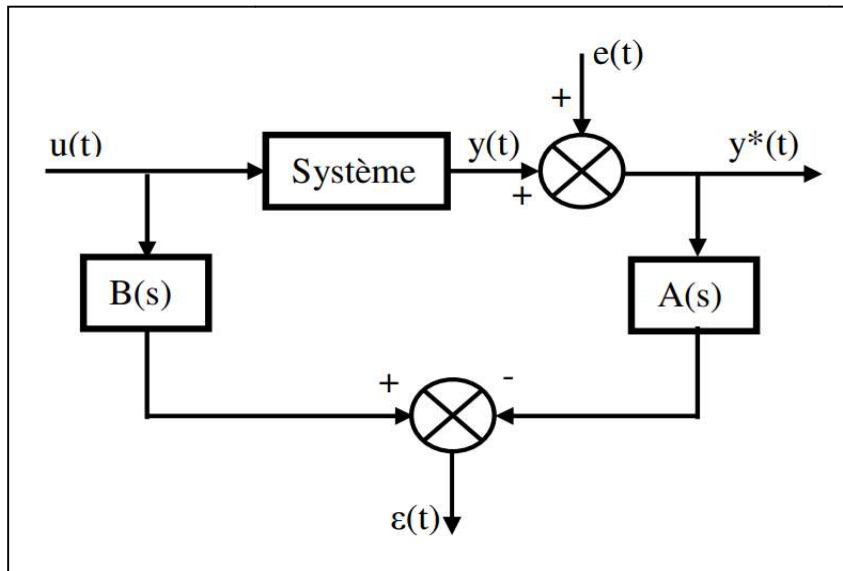 e(t)
+
u(t)
Système
y(t)
+
y*(t)
B(s)
A(s)
+
-
ε(t)